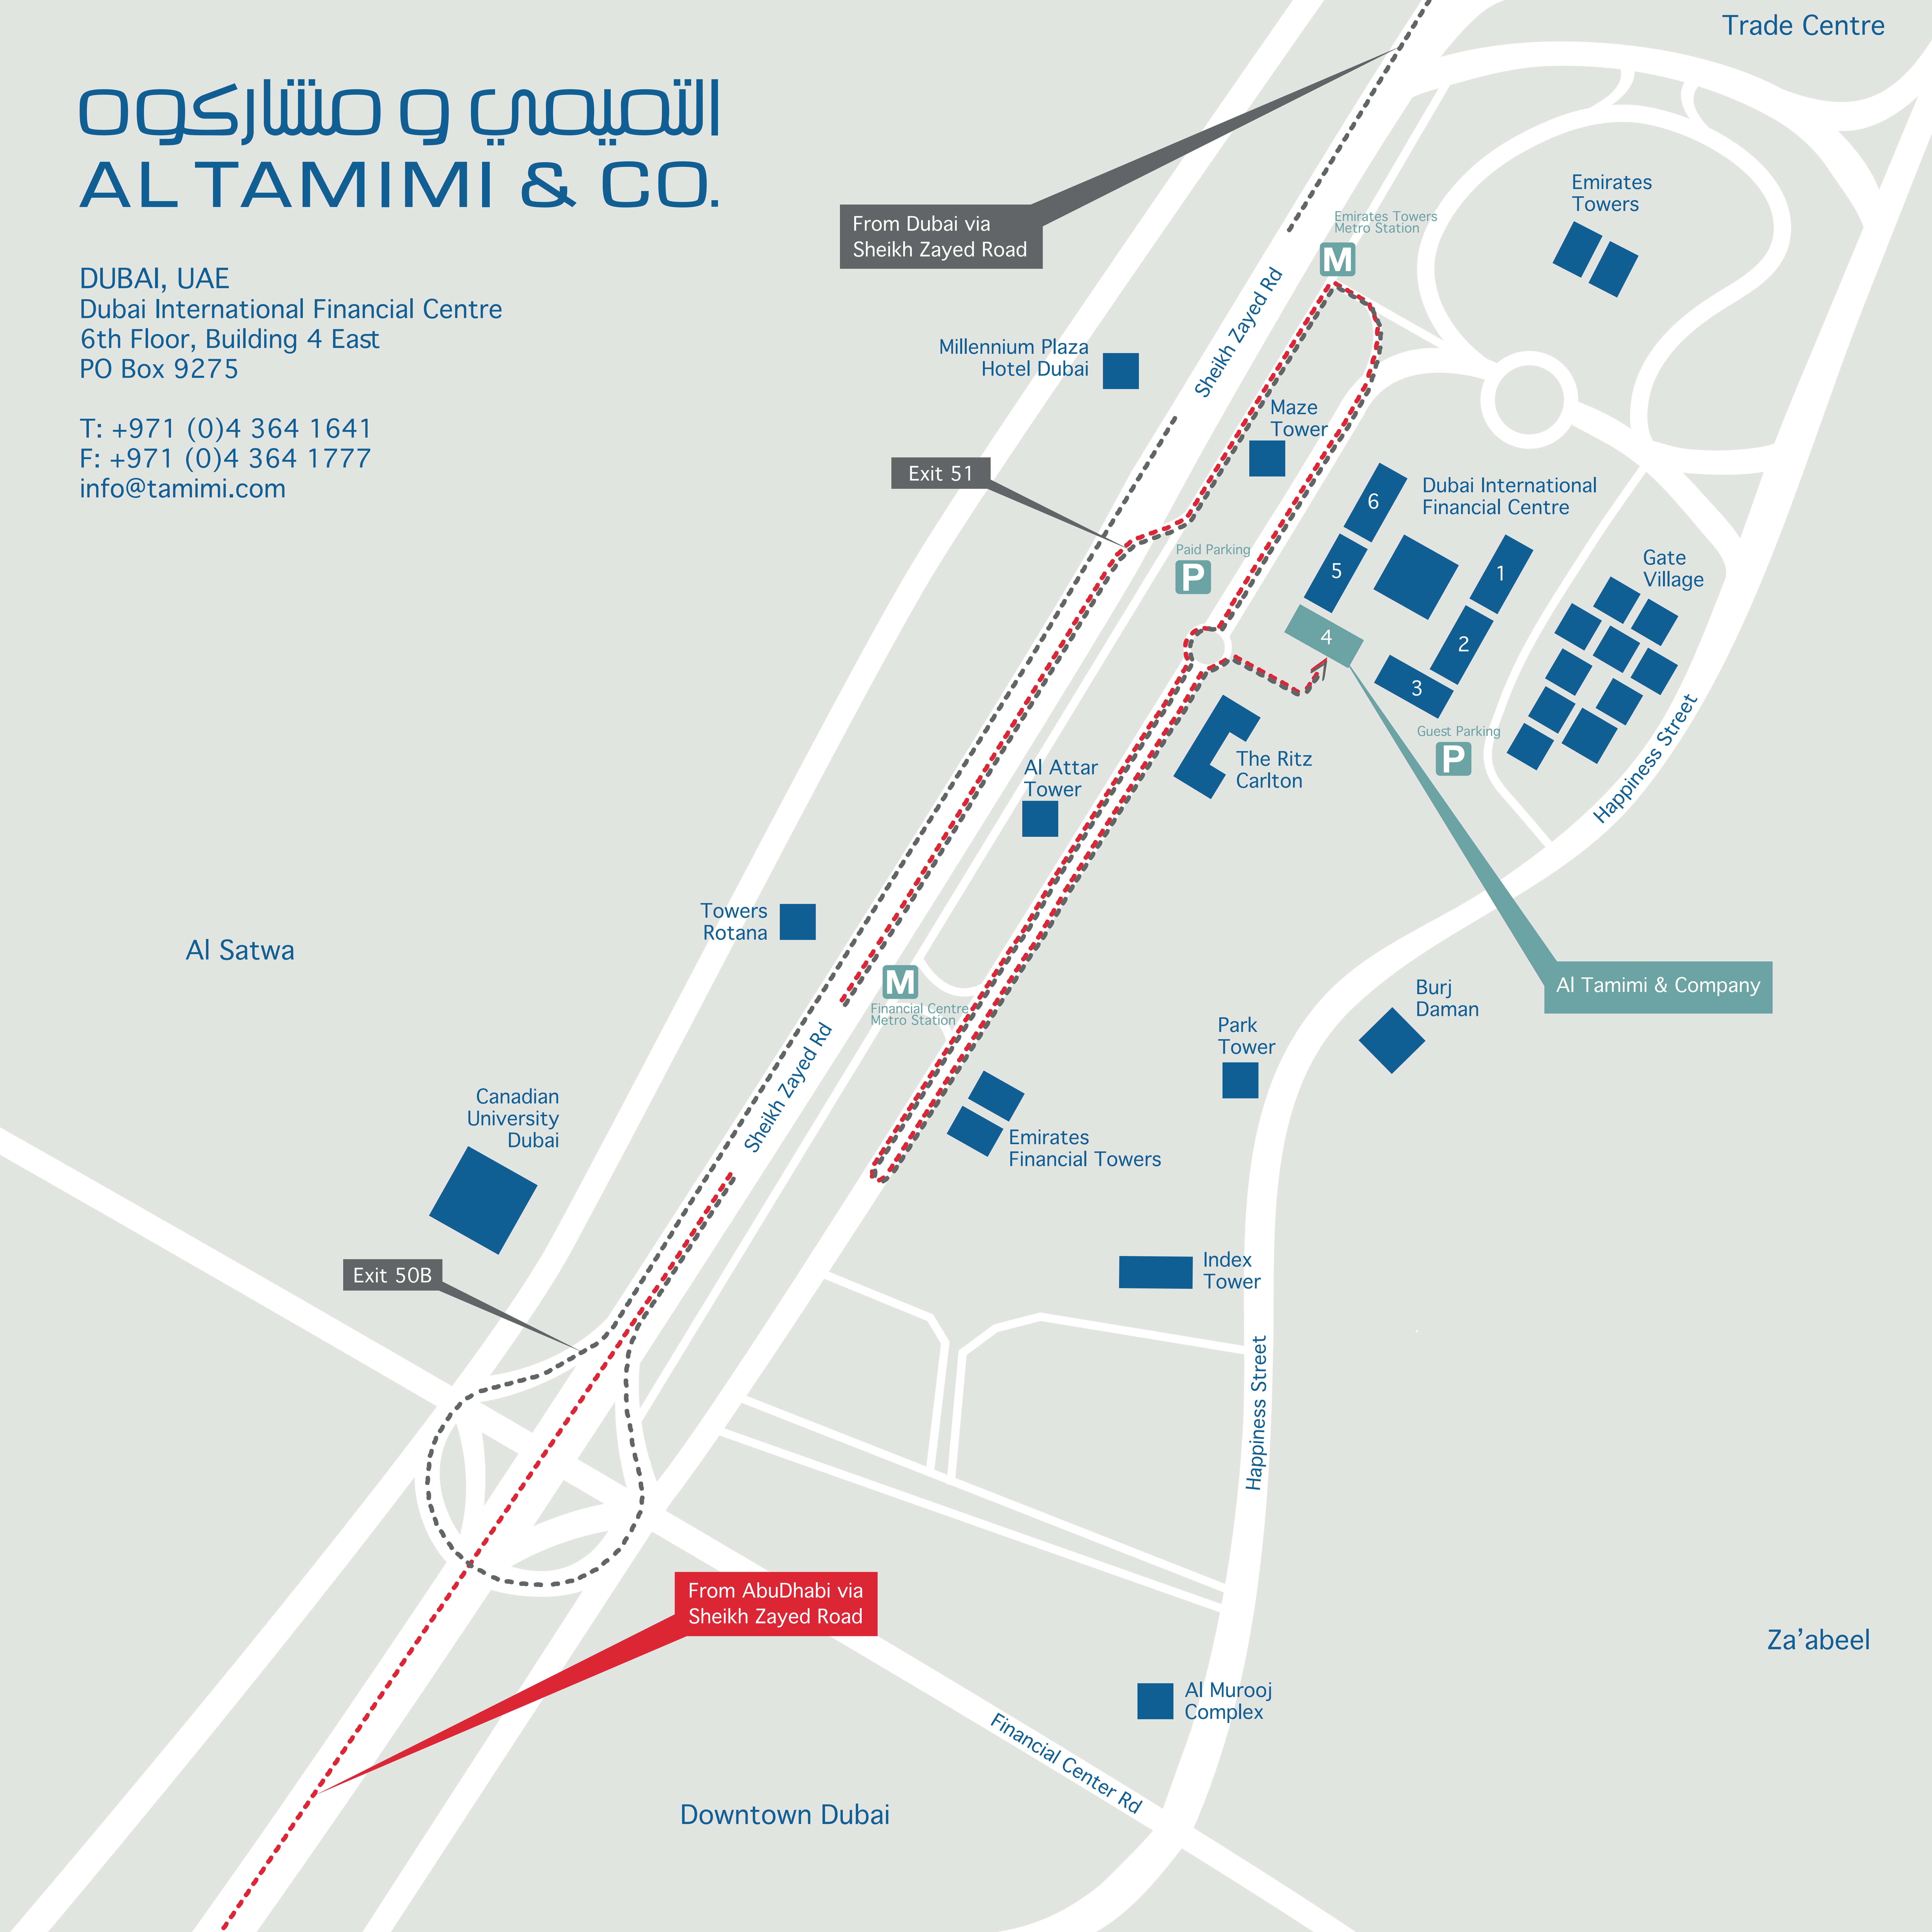 التميمي و مشاركوه
AL TAMIMI & CO.
DUBAI, UAE
Dubai International Financial Centre
6th Floor, Building 4 East
PO Box 9275
T: +971 (0)4 364 1641
F: +971 (0)4 364 1777
info@tamimi.com
Trade Centre
Emirates
Towers
From Dubai via
Sheikh Zayed Road
Emirates Towers
Metro Station
M
Sheikh Zayed Rd
Millennium Plaza
Hotel Dubai
Maze
Tower
Exit 51
Dubai International
Financial Centre
6
5
4
1
2
3
Paid Parking
P
Gate
Village
Guest Parking
P
Happiness Street
The Ritz
Carlton
Al Attar
Tower
Towers
Rotana
Al Satwa
M
Financial Centre
Metro Station
Al Tamimi & Company
Burj
Daman
Park
Tower
Sheikh Zayed Rd
Canadian
University
Dubai
Emirates
Financial Towers
Exit 50B
Index
Tower
Happiness Street
From AbuDhabi via
Sheikh Zayed Road
Za'abeel
Al Murooj
Complex
Financial Center Rd
Downtown Dubai